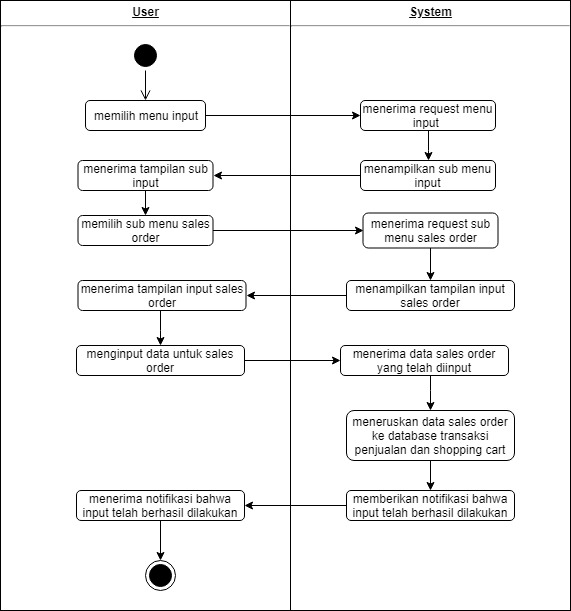 User
System
memilih menu input
menerima request menu
input
menampilkan sub menu
input
menerima tampilan sub
input
memilih sub menu sales
order
menerima request sub
menu sales order
menampilkan tampilan input
sales order
menerima tampilan input sales
order
menginput data untuk sales
order
menerima data sales order
yang telah diinput
meneruskan data sales order
ke database transaksi
penjualan dan shopping cart
memberikan notifikasi bahwa
input telah berhasil dilakukan
menerima notifikasi bahwa
input telah berhasil dilakukan